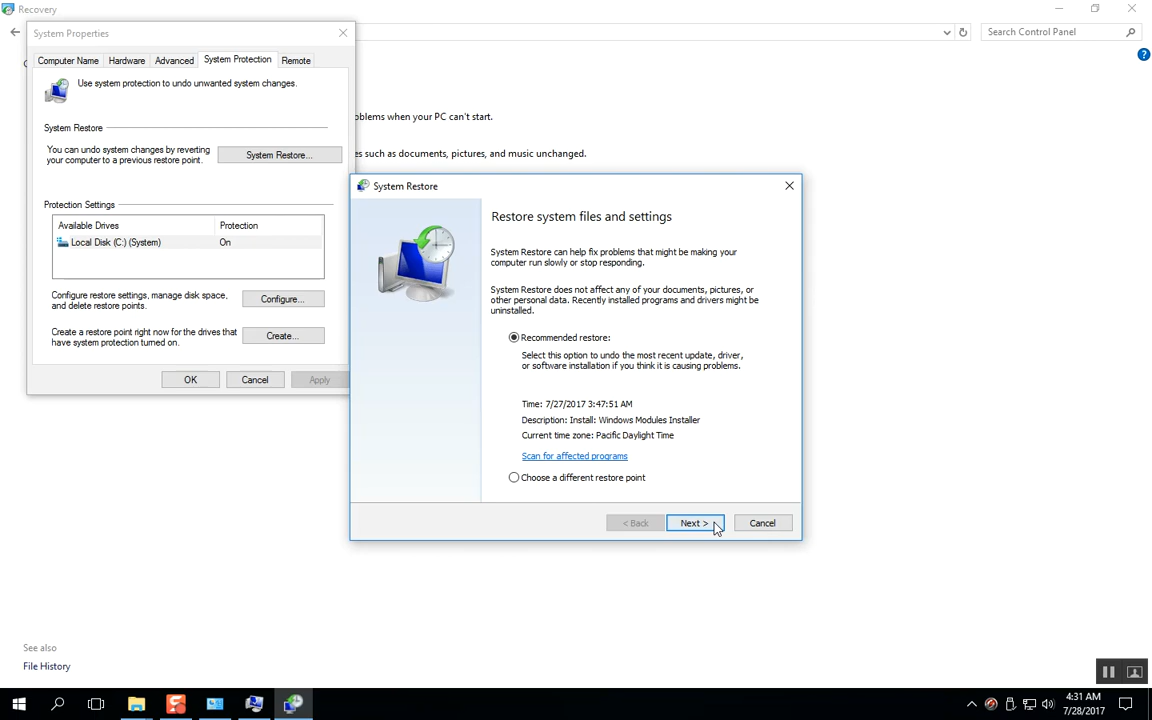 Recovery
System Properties
Search Control Panel
Computer Name
Hardware
Advanced
System Protection
Remote
Use system protection to undo unwanted system changes.
oblems when your PC can't start.
System Restore
You can undo system changes by reverting
your computer to a previous restore point.
System Restore...
es such as documents, pictures, and music unchanged.
Protection Settings
Available Drives
Protection
Local Disk (C:) (System)
On
Configure restore settings, manage disk space,
and delete restore points.
Configure...
Create a restore point right now for the drives that
have system protection turned on.
Create...
OK
Cancel
Apply
System Restore
Restore system files and settings
System Restore can help fix problems that might be making your
computer run slowly or stop responding.
System Restore does not affect any of your documents, pictures, or
other personal data. Recently installed programs and drivers might be
uninstalled.
Recommended restore:
Select this option to undo the most recent update, driver,
or software installation if you think it is causing problems.
Time: 7/27/2017 3:47:51 AM
Description: Install: Windows Modules Installer
Current time zone: Pacific Daylight Time
Scan for affected programs
Choose a different restore point
< Back
Next >
Cancel
See also
File History
4:31 AM
7/28/2017